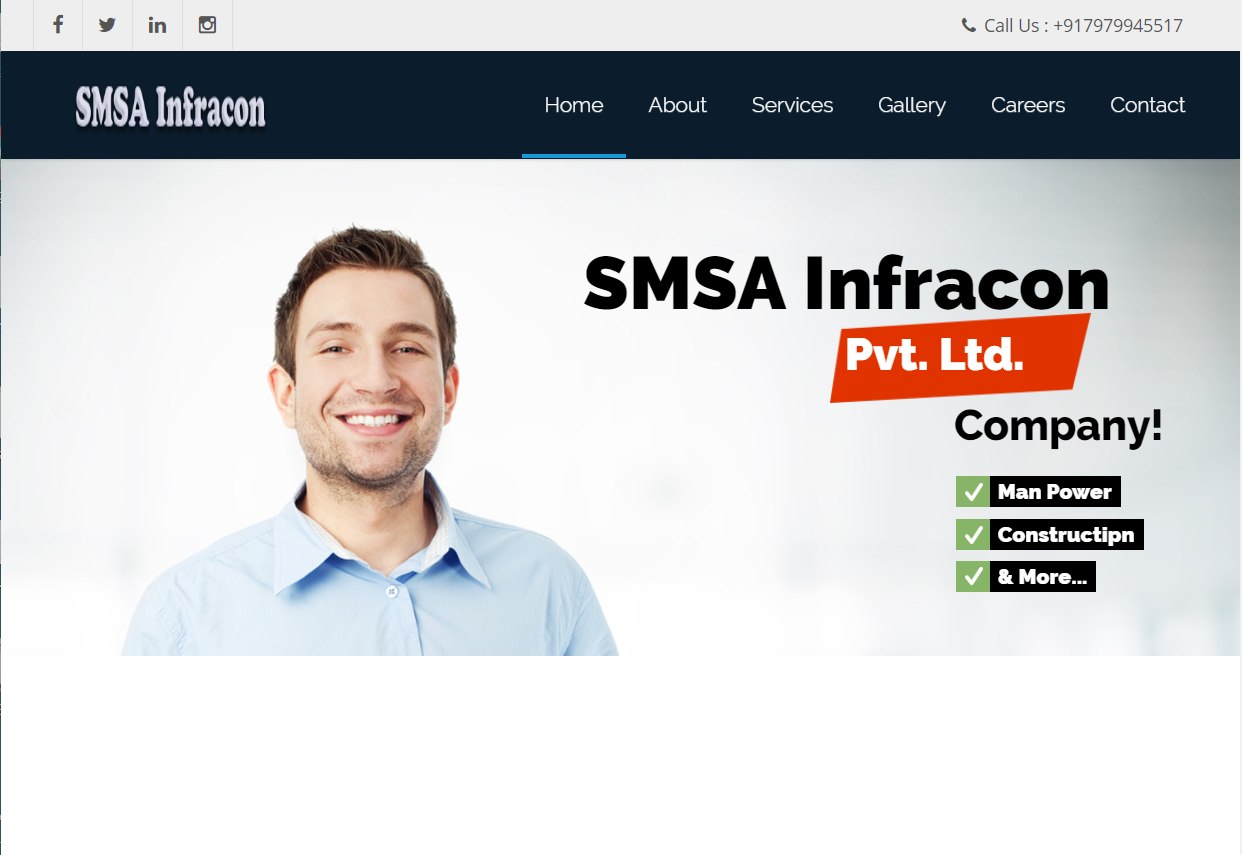 Call Us : +917979945517
SMSA Infracon
Home About Services Gallery Careers Contact
SMSA Infracon
Pvt. Ltd.
Company!
Man Power
Constructipn
& More...